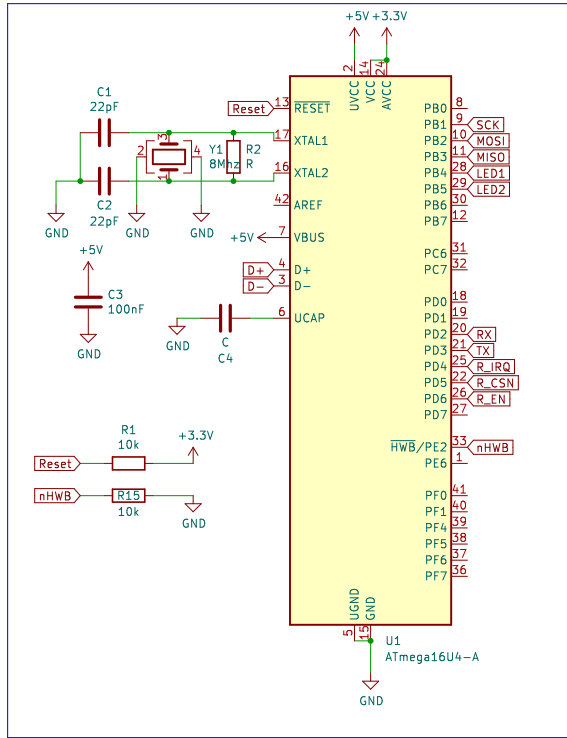 +5V +3.3V
2 14 24
UVCC VCC AVCC
C1
22pF
Reset 13 RESET
PB0 8
PB1 9 SCK
PB2 10 MOSI
PB3 11 MISO
PB4 28 LED1
PB5 29 LED2
PB6 30
PB7 12
17 XTAL1
3
2 4
1
Y1
8Mhz
R2
R
16 XTAL2
42 AREF
C2
22pF
GND GND GND
+5V 7 VBUS
PC6 31
PC7 32
+5V
C3
100nF
GND
D+ 4 D+
D- 3 D-
6 UCAP
C
C4
GND
PD0 18
PD1 19
PD2 20 RX
PD3 21 TX
PD4 25 R_IRQ
PD5 22 R_CSN
PD6 26 R_EN
PD7 27
R1
10k
+3.3V
Reset
HWB/PE2 33 nHWB
PE6 1
nHWB R15
10k
GND
PF0 41
PF1 40
PF4 39
PF5 38
PF6 37
PF7 36
UGND GND
5 15
U1
ATmega16U4-A
GND